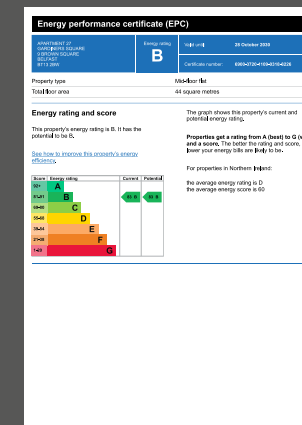 Energy performance certificate (EPC)
APARTMENT 27
GARDINERS SQUARE
BROWN SQUARE
BELFAST
BT13 2BW
Energy rating
B
Valid until
Certificate number:
Property type
Mid-floor flat
Total floor area
44 square metres
Energy rating and score
This property's energy rating is B. It has the
potential to be B.
See how to improve this property's energy
efficiency.
Score Energy rating Current Potential
92+ A
81-91 B
69-80 C
55-68 D
39-54 E
21-38 F
1-20 G
The graph shows this property's current and
potential energy rating.
Properties get a rating from A (best) to G
and a score. The better the rating and score,
lower your energy bills are likely to be.
For properties in Northern Ireland:
the average energy rating is D
the average energy score is 60